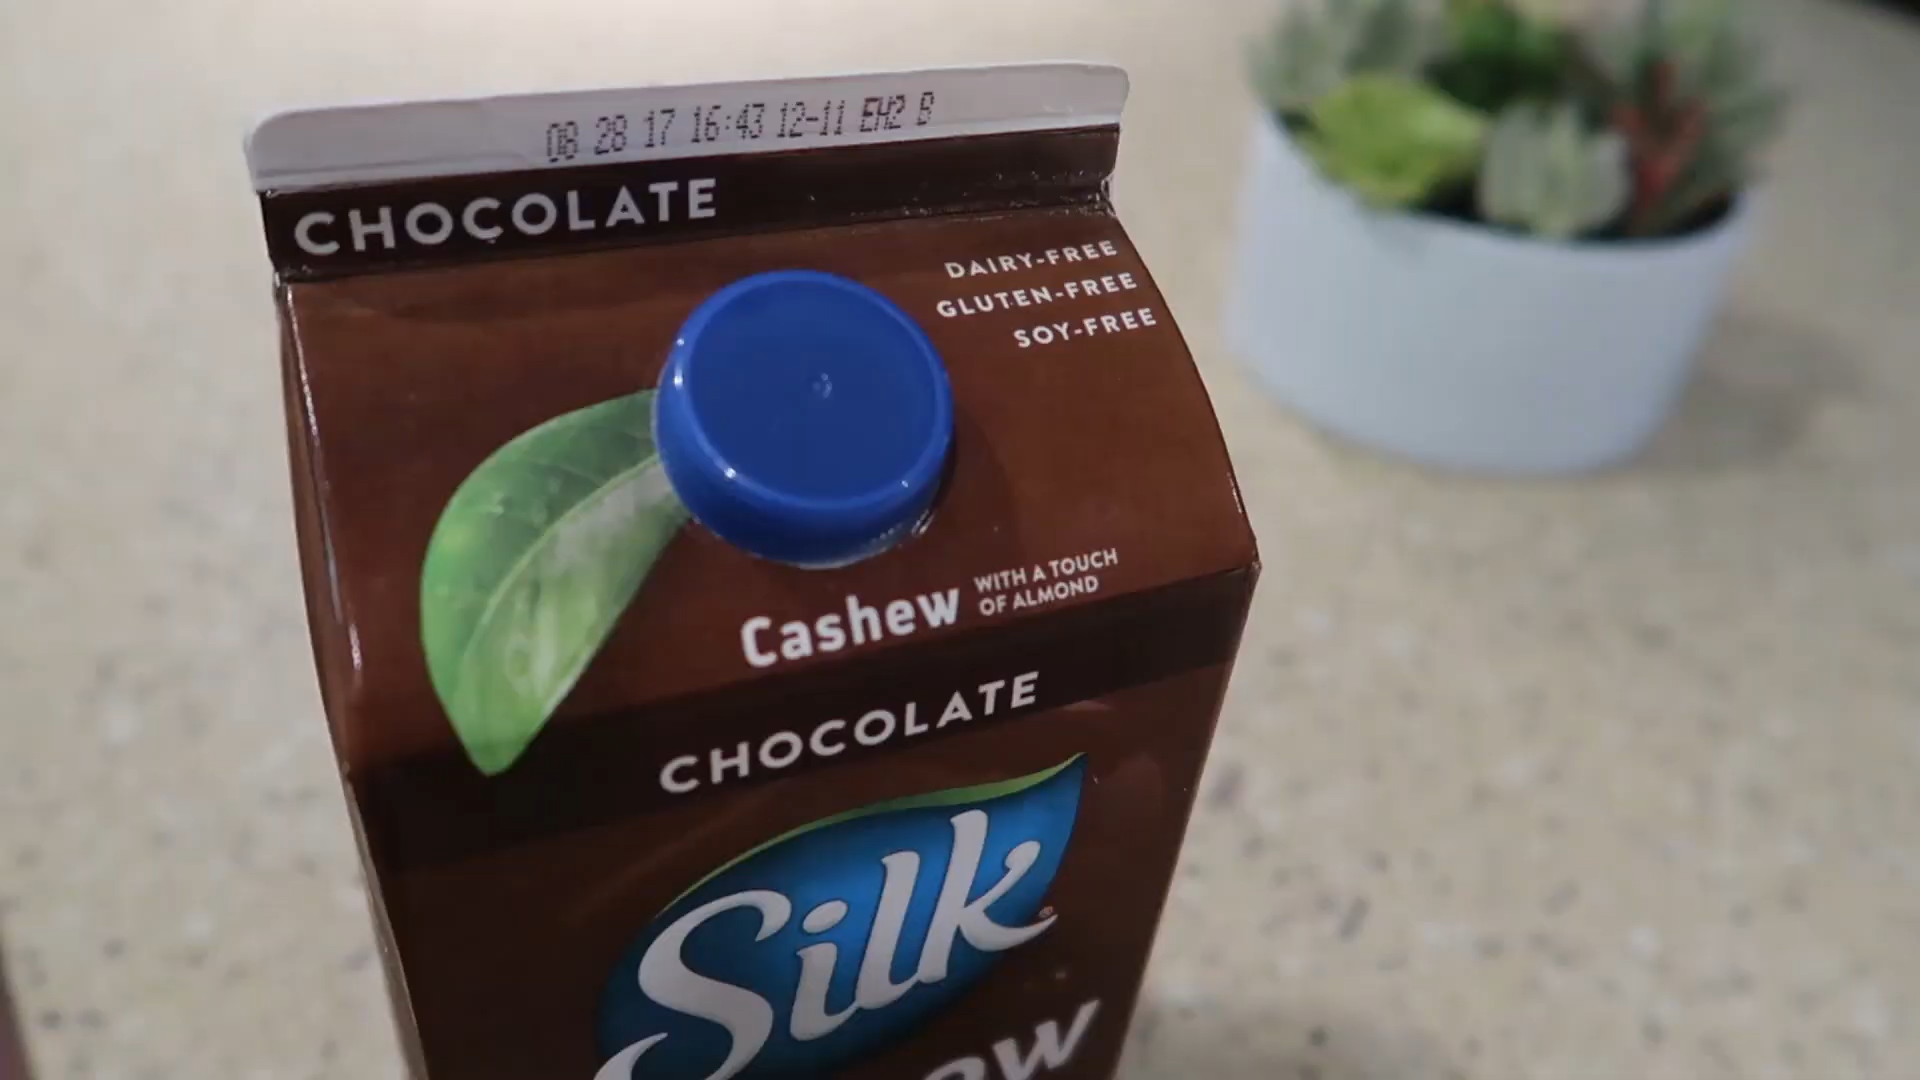 08 28 17 16:43 12-11 EH2 B
CHOCOLATE
DAIRY-FREE
GLUTEN-FREE
SOY-FREE
Cashew WITH A TOUCH
OF ALMOND
CHOCOLATE
Silk